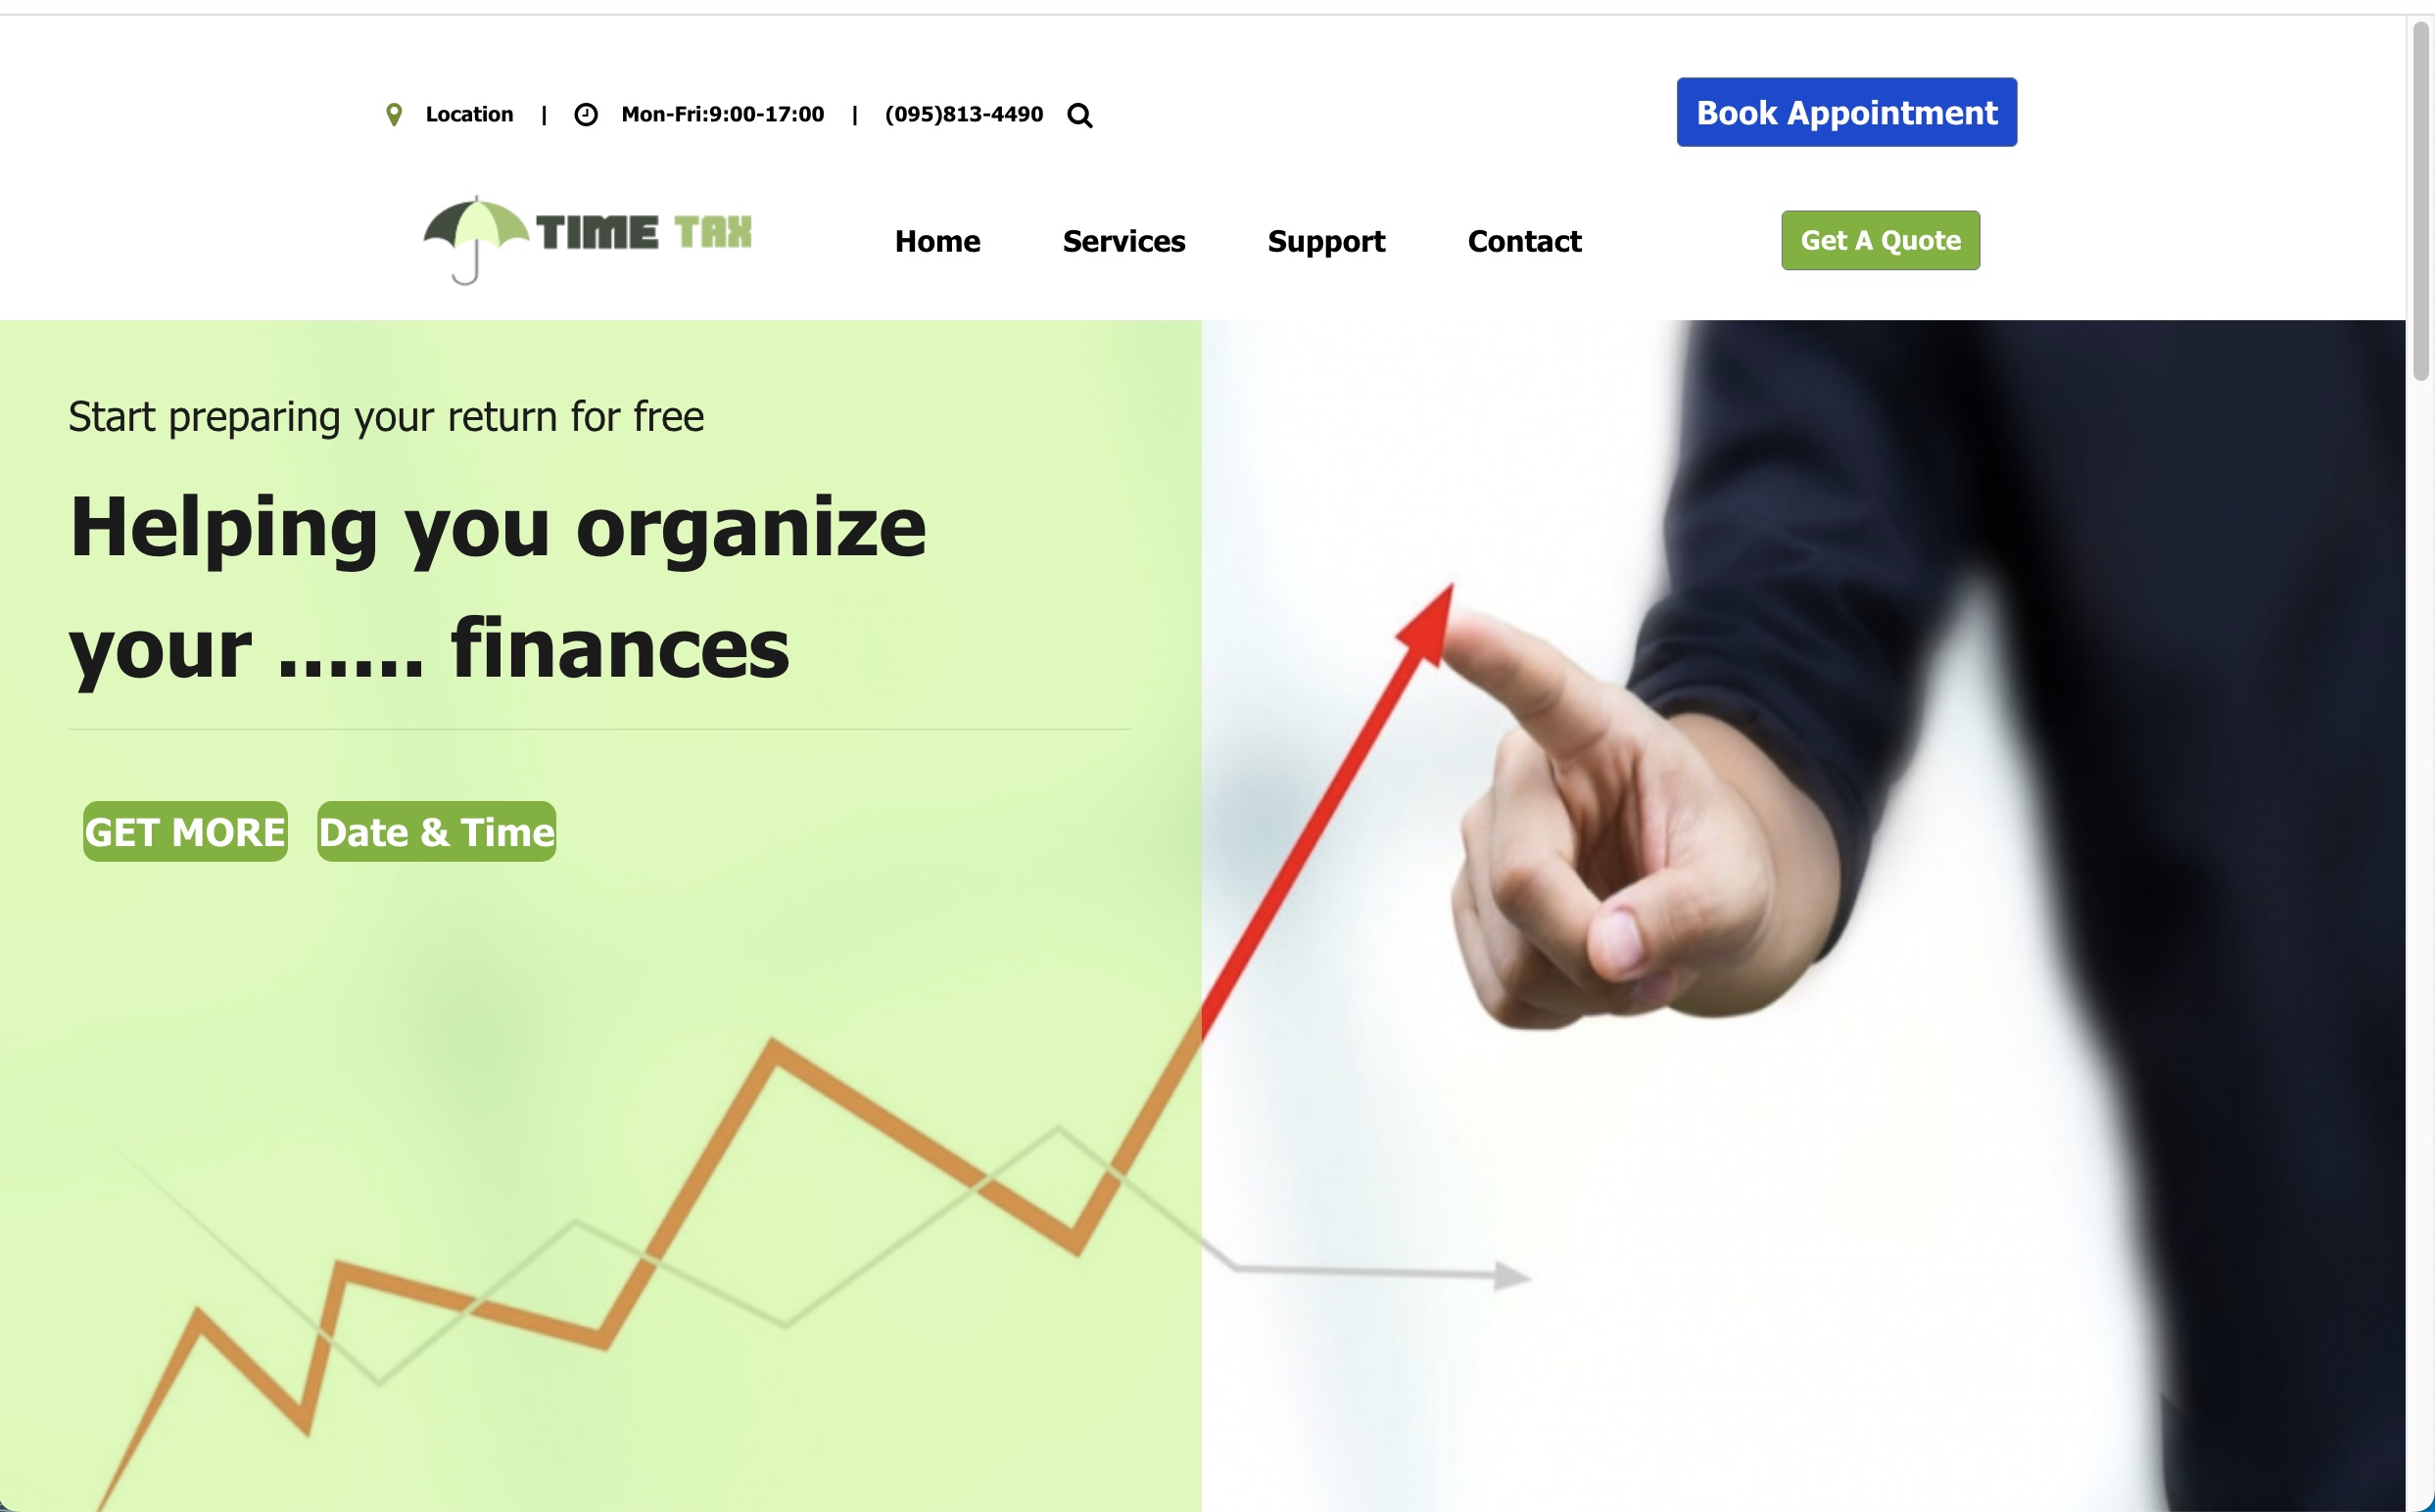 Location | Mon-Fri:9:00-17:00 | (095)813-4490
Book Appointment
TIME TAX
Home Services Support Contact
Get A Quote
Start preparing your return for free
Helping you organize
your ...... finances
GET MORE Date & Time